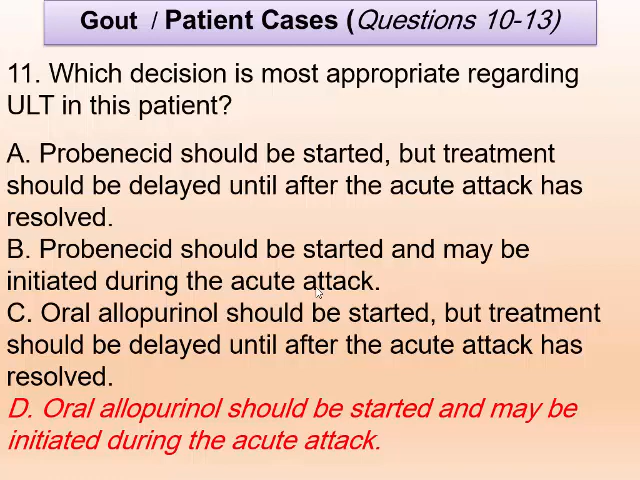 Gout / Patient Cases (Questions 10-13)
11. Which decision is most appropriate regarding
ULT in this patient?
A. Probenecid should be started, but treatment
should be delayed until after the acute attack has
resolved.
B. Probenecid should be started and may be
initiated during the acute attack.
C. Oral allopurinol should be started, but treatment
should be delayed until after the acute attack has
resolved.
D. Oral allopurinol should be started and may be
initiated during the acute attack.